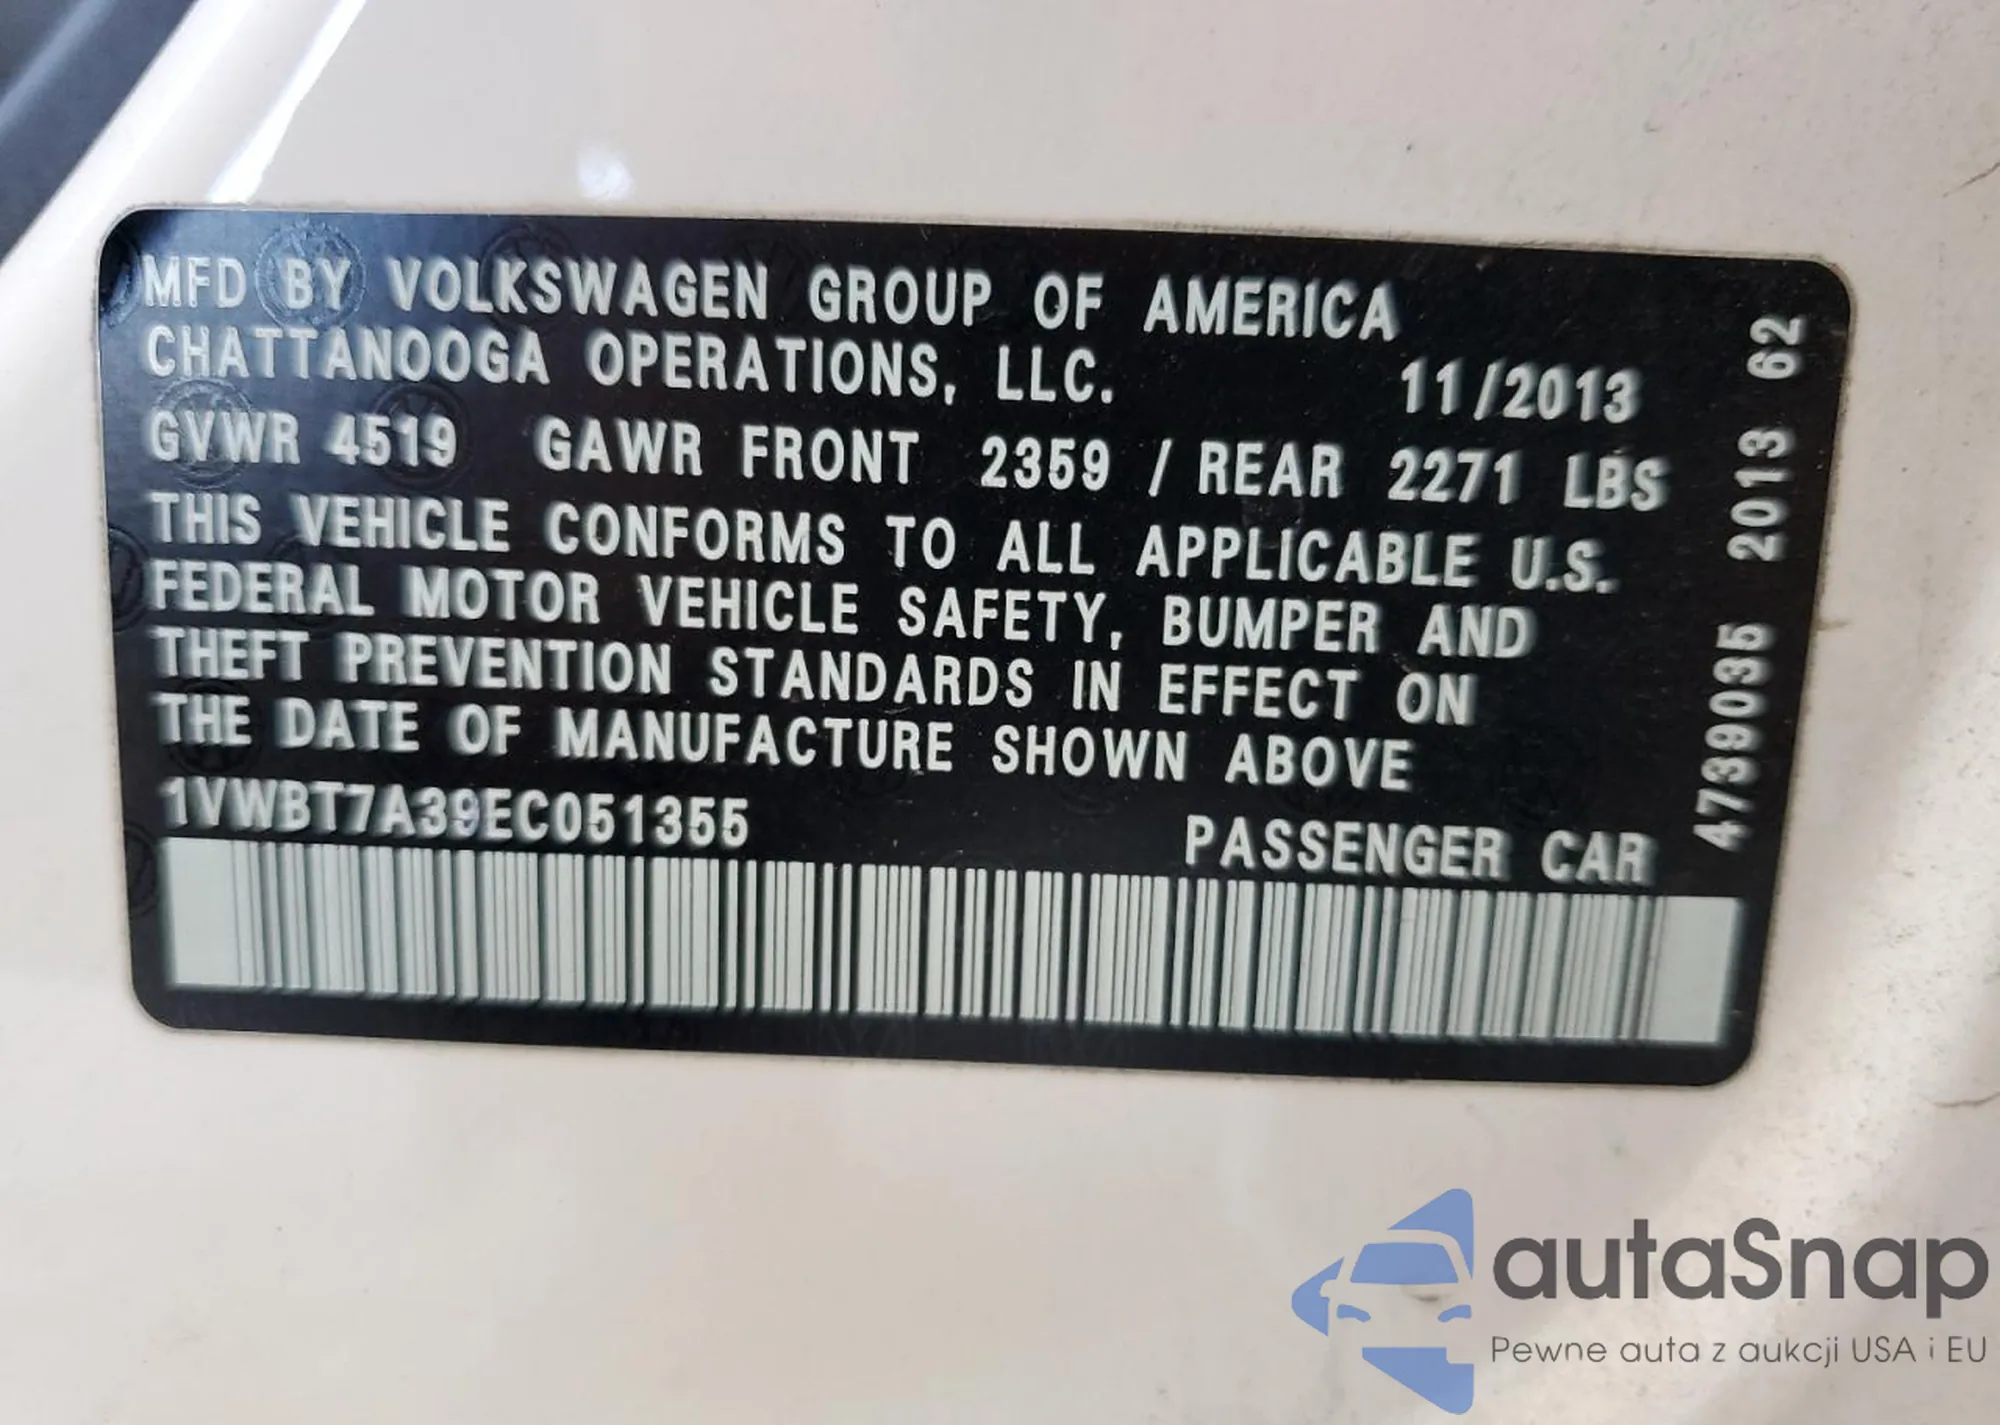 MFD BY VOLKSWAGEN GROUP OF AMERICA
CHATTANOOGA OPERATIONS, LLC. 11/2013
GVWR 4519 GAWR FRONT 2359 / REAR 2271 LBS
THIS VEHICLE CONFORMS TO ALL APPLICABLE U.S.
FEDERAL MOTOR VEHICLE SAFETY, BUMPER AND
THEFT PREVENTION STANDARDS IN EFFECT ON
THE DATE OF MANUFACTURE SHOWN ABOVE
1VWBT7A39EC051355 PASSENGER CAR
4739035 2013 62
autaSnap
Pewne auta z aukcji USA i EU